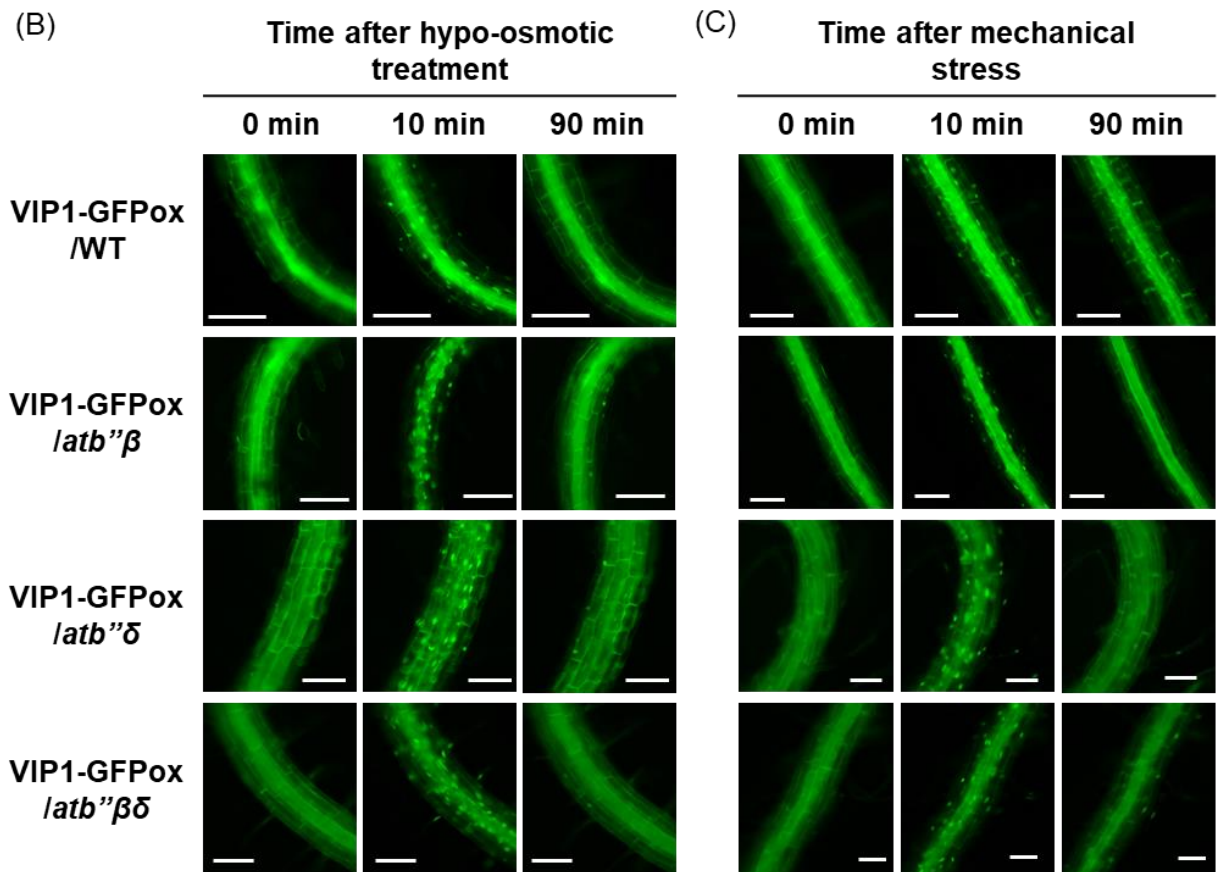 (B)
Time after hypo-osmotic
treatment
0 min 10 min 90 min
(C)
Time after mechanical
stress
0 min 10 min 90 min
VIP1-GFPox
/WT
VIP1-GFPox
/atb”β
VIP1-GFPox
/atb”δ
VIP1-GFPox
/atb”βδ